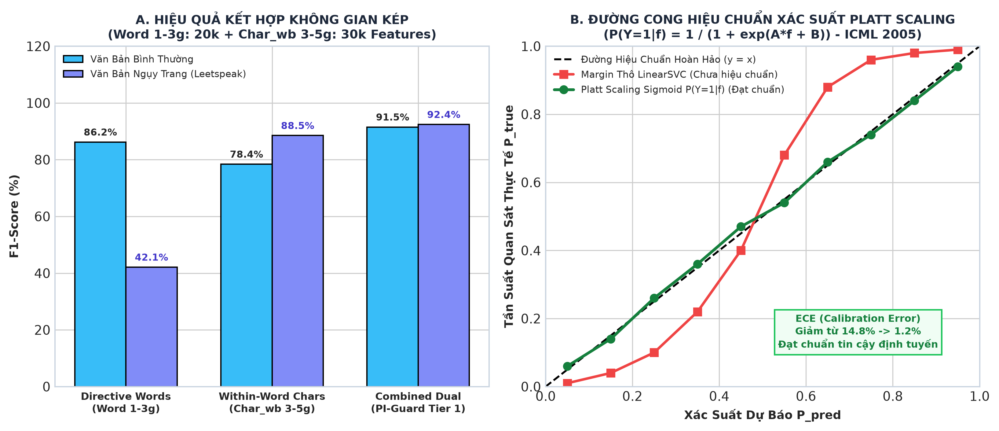 A. HIỆU QUẢ KẾT HỢP KHÔNG GIAN KÉP
(Word 1-3g: 20k + Char_wb 3-5g: 30k Features)
F1-Score (%)
120
100
80
60
40
20
0
Văn Bản Bình Thường
Văn Bản Ngụy Trang (Leetspeak)
86.2%
42.1%
78.4%
88.5%
91.5%
92.4%
Directive Words
(Word 1-3g)
Within-Word Chars
(Char_wb 3-5g)
Combined Dual
(PI-Guard Tier 1)
B. ĐƯỜNG CONG HIỆU CHUẨN XÁC SUẤT PLATT SCALING
(P(Y=1|f) = 1 / (1 + exp(A*f + B)) - ICML 2005)
Tần Suất Quan Sát Thực Tế P_true
1.0
0.8
0.6
0.4
0.2
0.0
Đường Hiệu Chuẩn Hoàn Hảo (y = x)
Margin Thô LinearSVC (Chưa hiệu chuẩn)
Platt Scaling Sigmoid P(Y=1|f) (Đạt chuẩn)
ECE (Calibration Error)
Giảm từ 14.8% -> 1.2%
Đạt chuẩn tin cậy định tuyến
0.0
0.2
0.4
0.6
0.8
1.0
Xác Suất Dự Báo P_pred